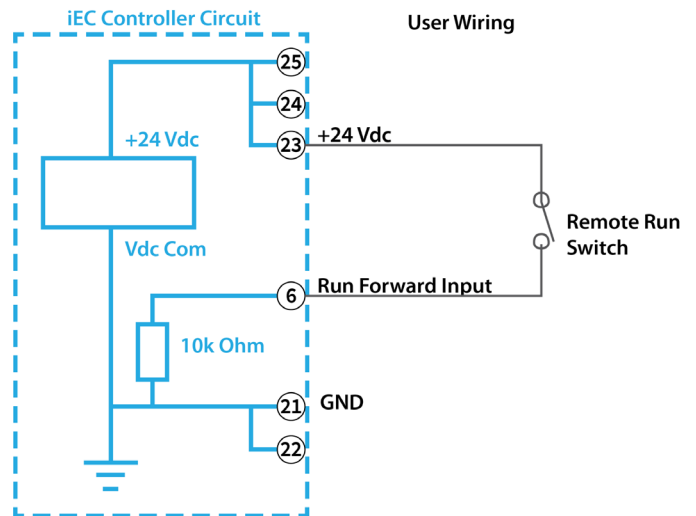 iEC Controller Circuit
User Wiring
25
24
+24 Vdc
23
+24 Vdc
Remote Run
Switch
Vdc Com
6
Run Forward Input
10k Ohm
21
GND
22